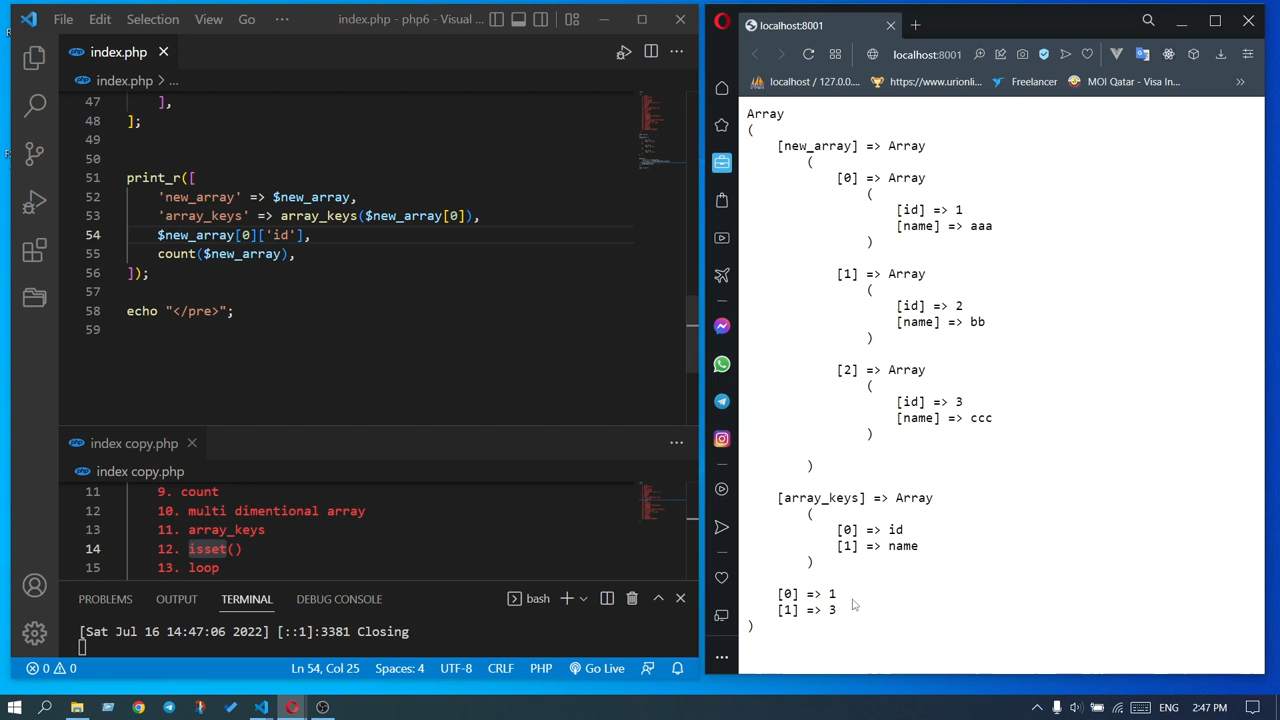 File Edit Selection View Go ··· index.php - php6 - Visual ...
index.php
index.php > ...
47 ],
48 ];
49
50
51 print_r([
52 'new_array' => $new_array,
53 'array_keys' => array_keys($new_array[0]),
54 $new_array[0]['id'],
55 count($new_array),
56 ]);
57
58 echo "</pre>";
59
index copy.php
index copy.php
11 9. count
12 10. multi dimentional array
13 11. array_keys
14 12. isset()
15 13. loop
PROBLEMS OUTPUT TERMINAL DEBUG CONSOLE bash
[Sat Jul 16 14:47:06 2022] [::1]:3381 Closing
0 0 Ln 54, Col 25 Spaces: 4 UTF-8 CRLF PHP Go Live
localhost:8001
localhost:8001
localhost / 127.0.0.... https://www.urionli... Freelancer MOI Qatar - Visa In...
Array
(
[new_array] => Array
(
[0] => Array
(
[id] => 1
[name] => aaa
)
[1] => Array
(
[id] => 2
[name] => bb
)
[2] => Array
(
[id] => 3
[name] => ccc
)
)
[array_keys] => Array
(
[0] => id
[1] => name
)
[0] => 1
[1] => 3
)
ENG 2:47 PM